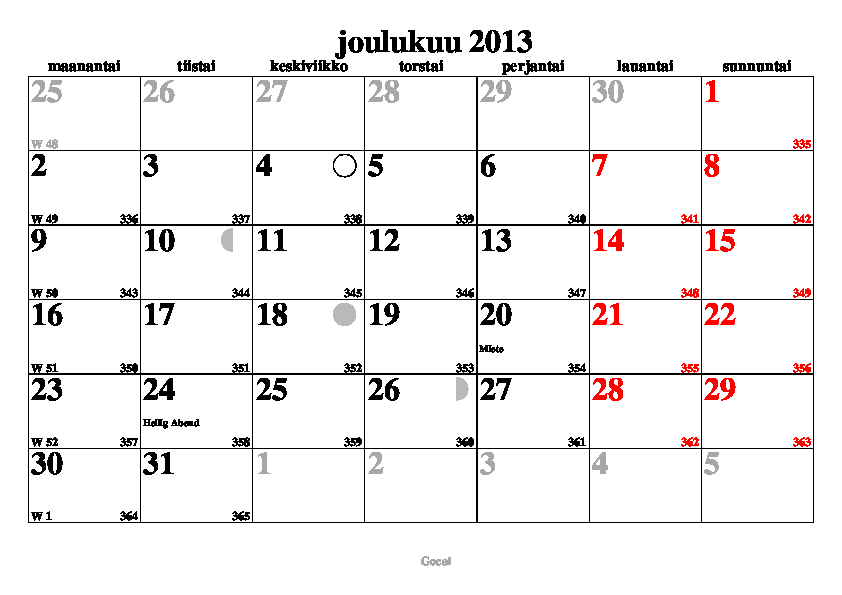 joulukuu 2013
maanantai tiistai keskiviikko torstai perjantai lauantai sunnuntai
25 26 27 28 29 30 1
W 48 335
2 3 4 5 6 7 8
W 49 336 337 338 339 340 341 342
9 10 11 12 13 14 15
W 50 343 344 345 346 347 348 349
16 17 18 19 20 21 22
Miete
W 51 350 351 352 353 354 355 356
23 24 25 26 27 28 29
Heilig Abend
W 52 357 358 359 360 361 362 363
30 31 1 2 3 4 5
W 1 364 365
Gocal